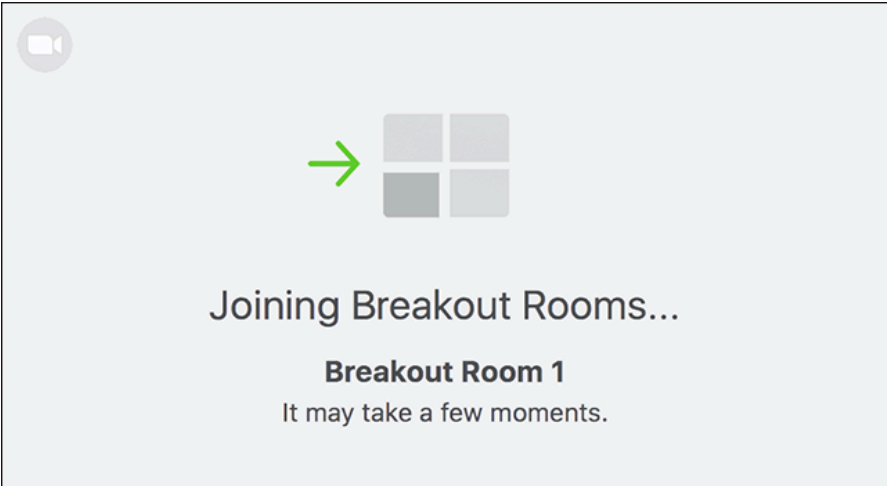 Joining Breakout Rooms...
Breakout Room 1
It may take a few moments.